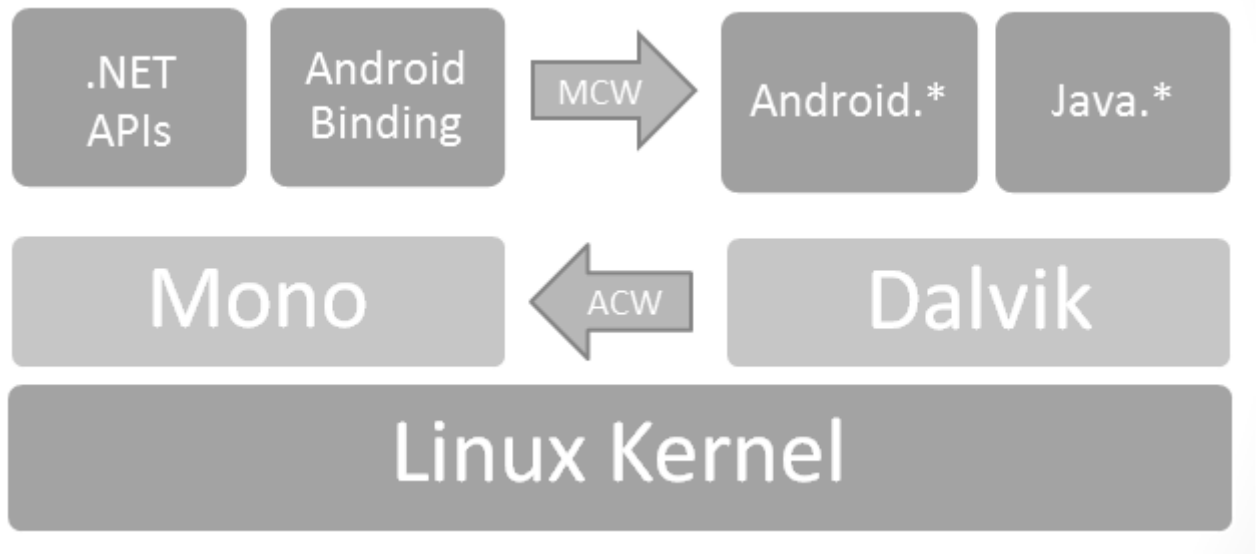 .NET
APIs
Android
Binding
MCW
Android.*
Java.*
Mono
ACW
Dalvik
Linux Kernel